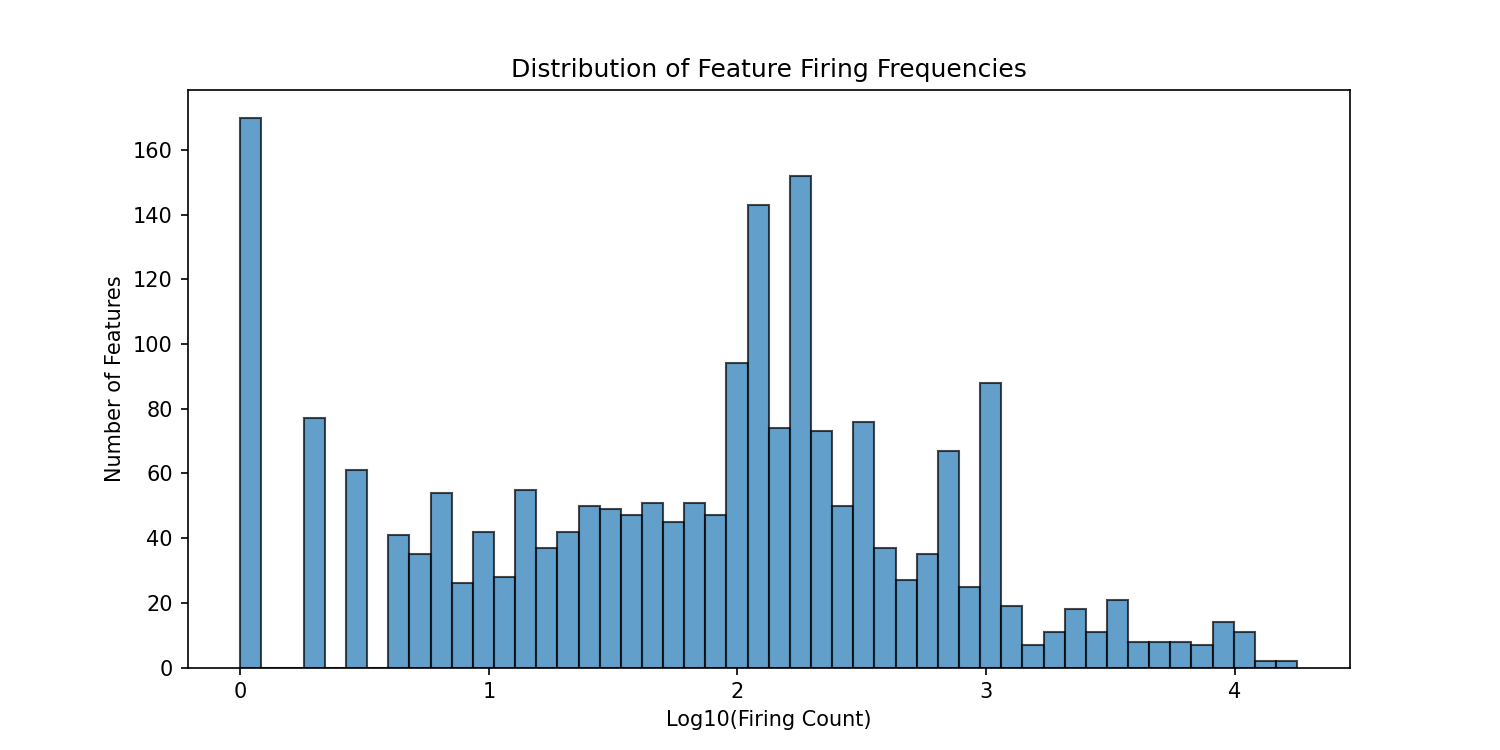 Distribution of Feature Firing Frequencies
160
140
120
100
80
60
40
20
0
Number of Features
0 1 2 3 4
Log10(Firing Count)